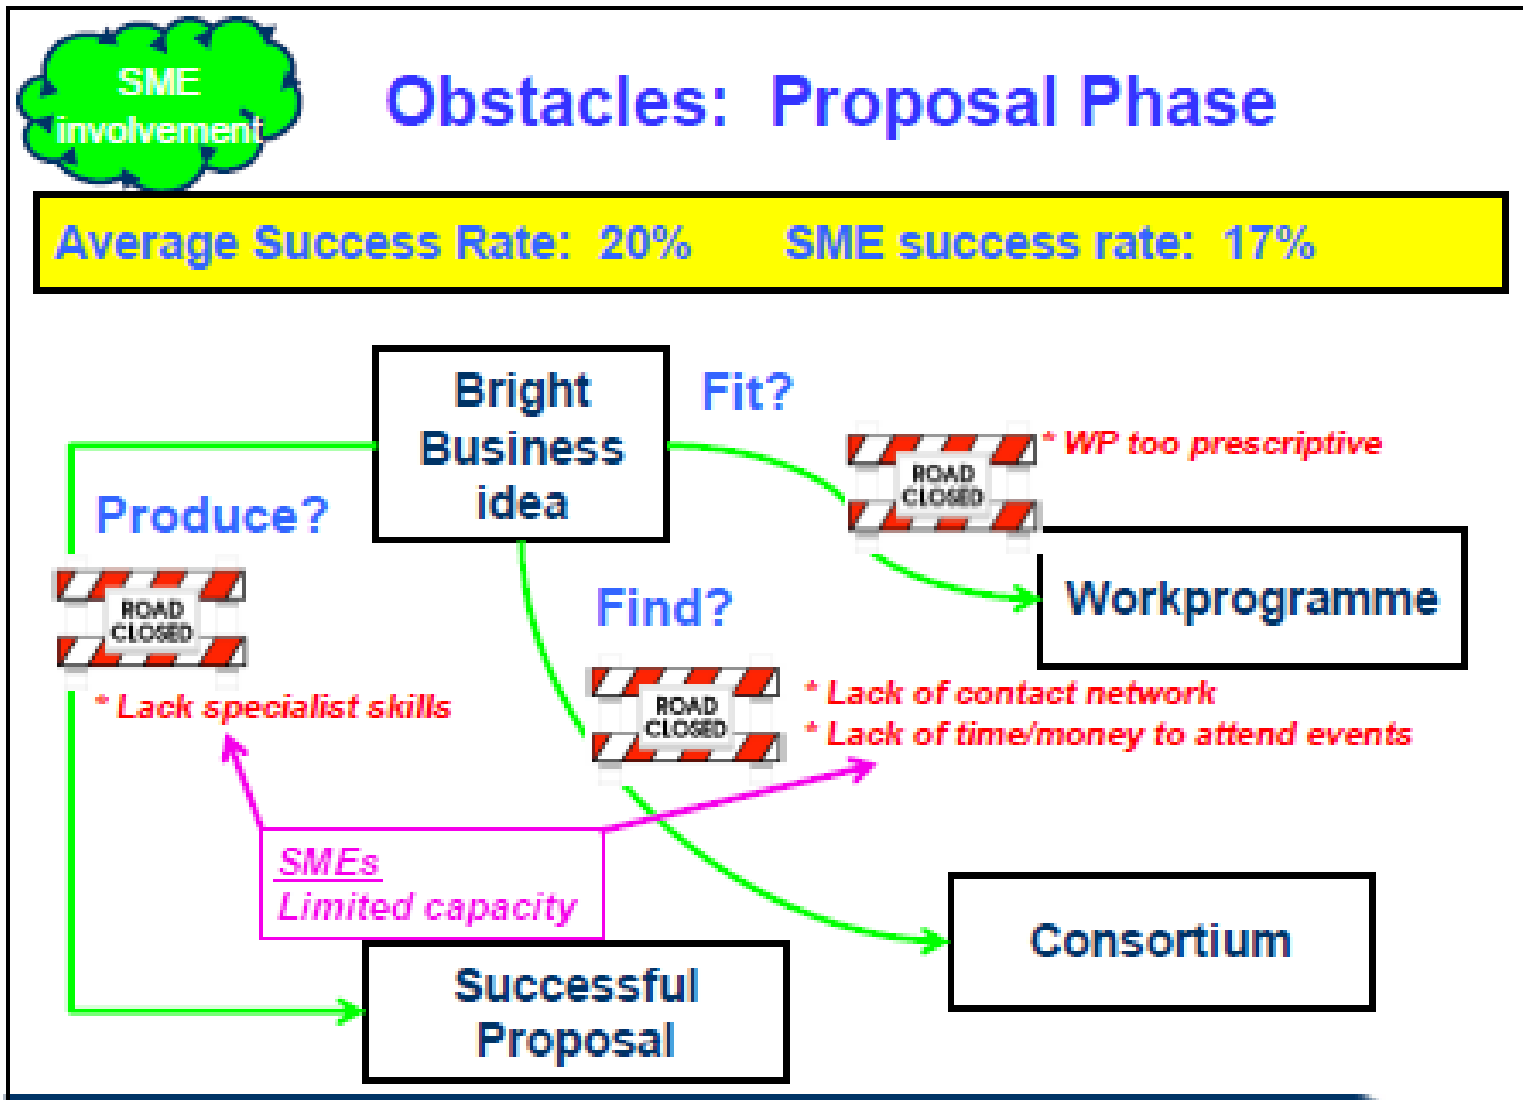 SME
involvement
Obstacles: Proposal Phase
Average Success Rate: 20% SME success rate: 17%
Bright
Business
idea
Fit?
ROAD
CLOSED
* WP too prescriptive
Workprogramme
Produce?
ROAD
CLOSED
* Lack specialist skills
Find?
ROAD
CLOSED
* Lack of contact network
* Lack of time/money to attend events
SMEs
Limited capacity
Consortium
Successful
Proposal